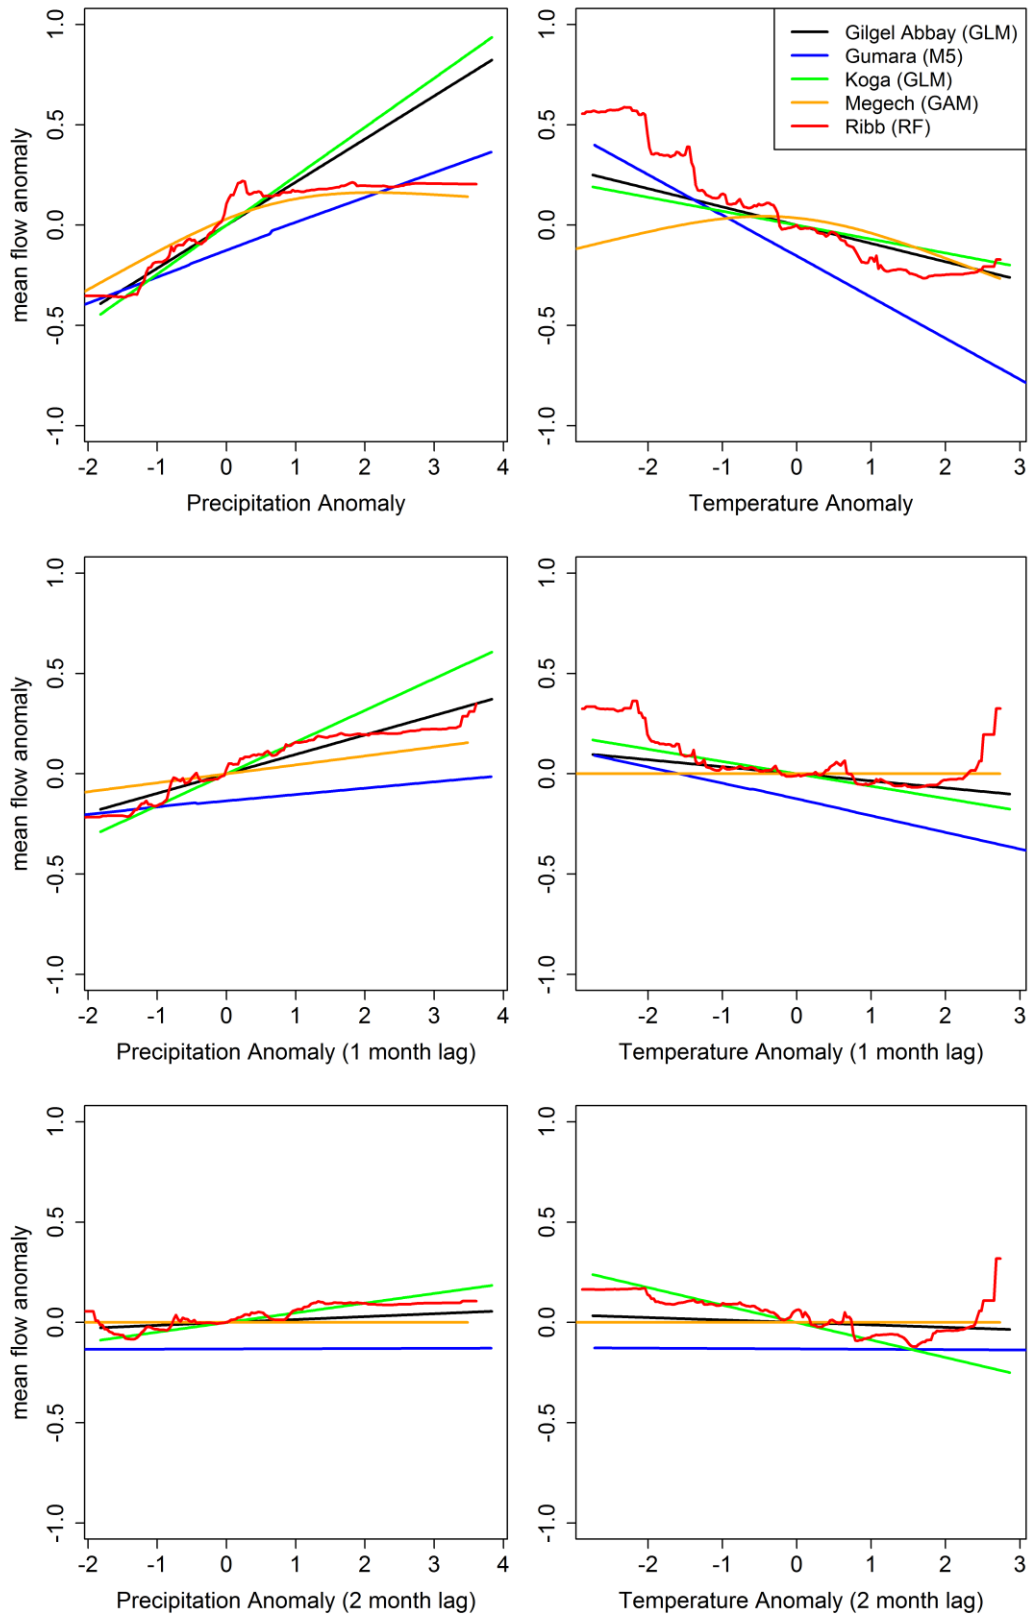 mean flow anomaly
1.0
0.5
0.0
-0.5
-1.0
-2 -1 0 1 2 3 4
Precipitation Anomaly
Gilgel Abbay (GLM)
Gumara (M5)
Koga (GLM)
Megech (GAM)
Ribb (RF)
1.0
0.5
0.0
-0.5
-1.0
-2 -1 0 1 2 3
Temperature Anomaly
mean flow anomaly
1.0
0.5
0.0
-0.5
-1.0
-2 -1 0 1 2 3 4
Precipitation Anomaly (1 month lag)
1.0
0.5
0.0
-0.5
-1.0
-2 -1 0 1 2 3
Temperature Anomaly (1 month lag)
mean flow anomaly
1.0
0.5
0.0
-0.5
-1.0
-2 -1 0 1 2 3 4
Precipitation Anomaly (2 month lag)
1.0
0.5
0.0
-0.5
-1.0
-2 -1 0 1 2 3
Temperature Anomaly (2 month lag)